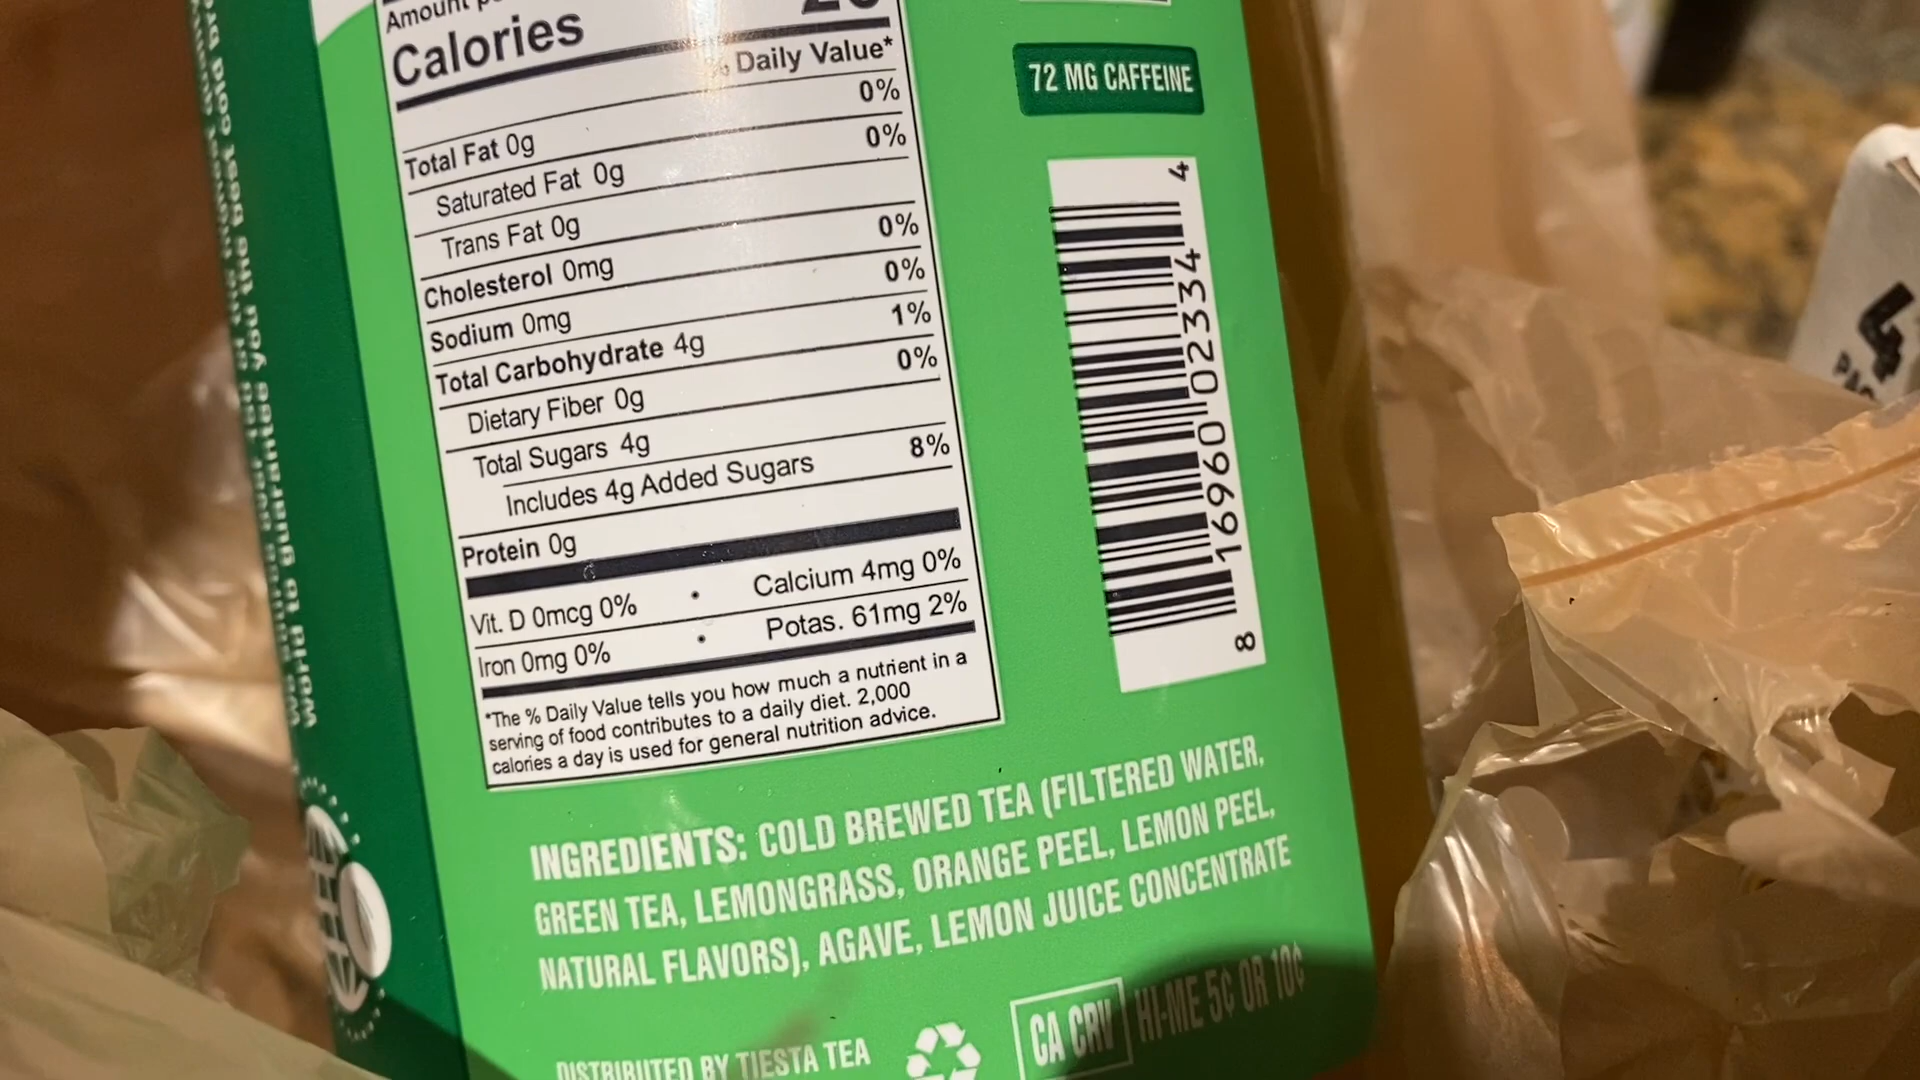 Amount
Calories
% Daily Value*
Total Fat 0g 0%
Saturated Fat 0g 0%
Trans Fat 0g
Cholesterol 0mg 0%
Sodium 0mg 0%
Total Carbohydrate 4g 1%
Dietary Fiber 0g 0%
Total Sugars 4g
Includes 4g Added Sugars 8%
Protein 0g
Vit. D 0mcg 0% • Calcium 4mg 0%
Iron 0mg 0% • Potas. 61mg 2%
*The % Daily Value tells you how much a nutrient in a
serving of food contributes to a daily diet. 2,000
calories a day is used for general nutrition advice.
72 MG CAFFEINE
8 16960 02334 4
INGREDIENTS: COLD BREWED TEA (FILTERED WATER,
GREEN TEA, LEMONGRASS, ORANGE PEEL, LEMON PEEL,
NATURAL FLAVORS), AGAVE, LEMON JUICE CONCENTRATE
DISTRIBUTED BY TIESTA TEA
CA CRV HI-ME 5¢ OR 10¢
4